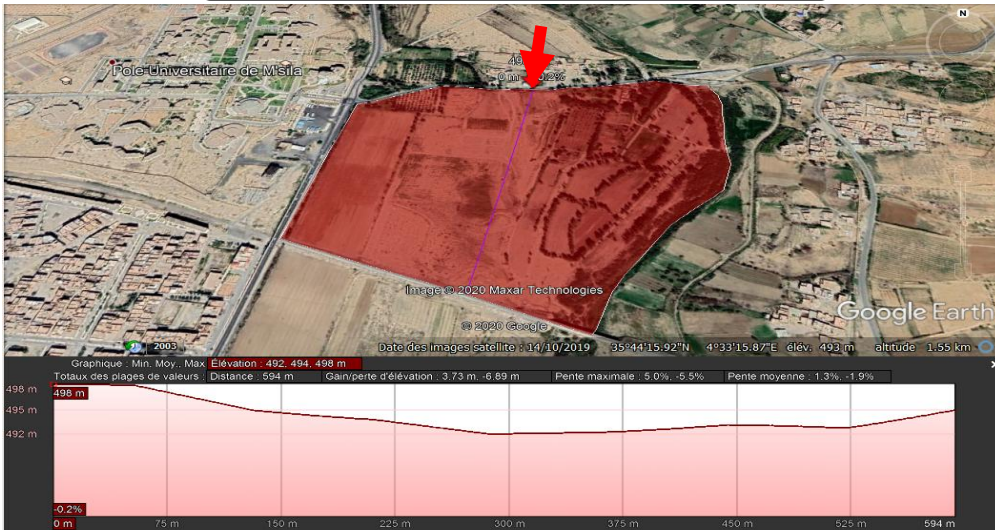 N
Pole Universitaire de M'sila
0 m
Image © 2020 Maxar Technologies
© 2020 Google
Google Earth
2003
Date des images satellite : 14/10/2019 35°44'15.92"N 4°33'15.87"E élév. 493 m altitude 1.55 km
Graphique : Min, Moy., Max Élévation : 492, 494, 498 m
Totaux des plages de valeurs : Distance : 594 m Gain/perte d'élévation : 3.73 m, -6.89 m Pente maximale : 5.0%, -5.5% Pente moyenne : 1.3%, -1.9%
498 m
498 m
495 m
492 m
-0.2%
0 m 75 m 150 m 225 m 300 m 375 m 450 m 525 m 594 m